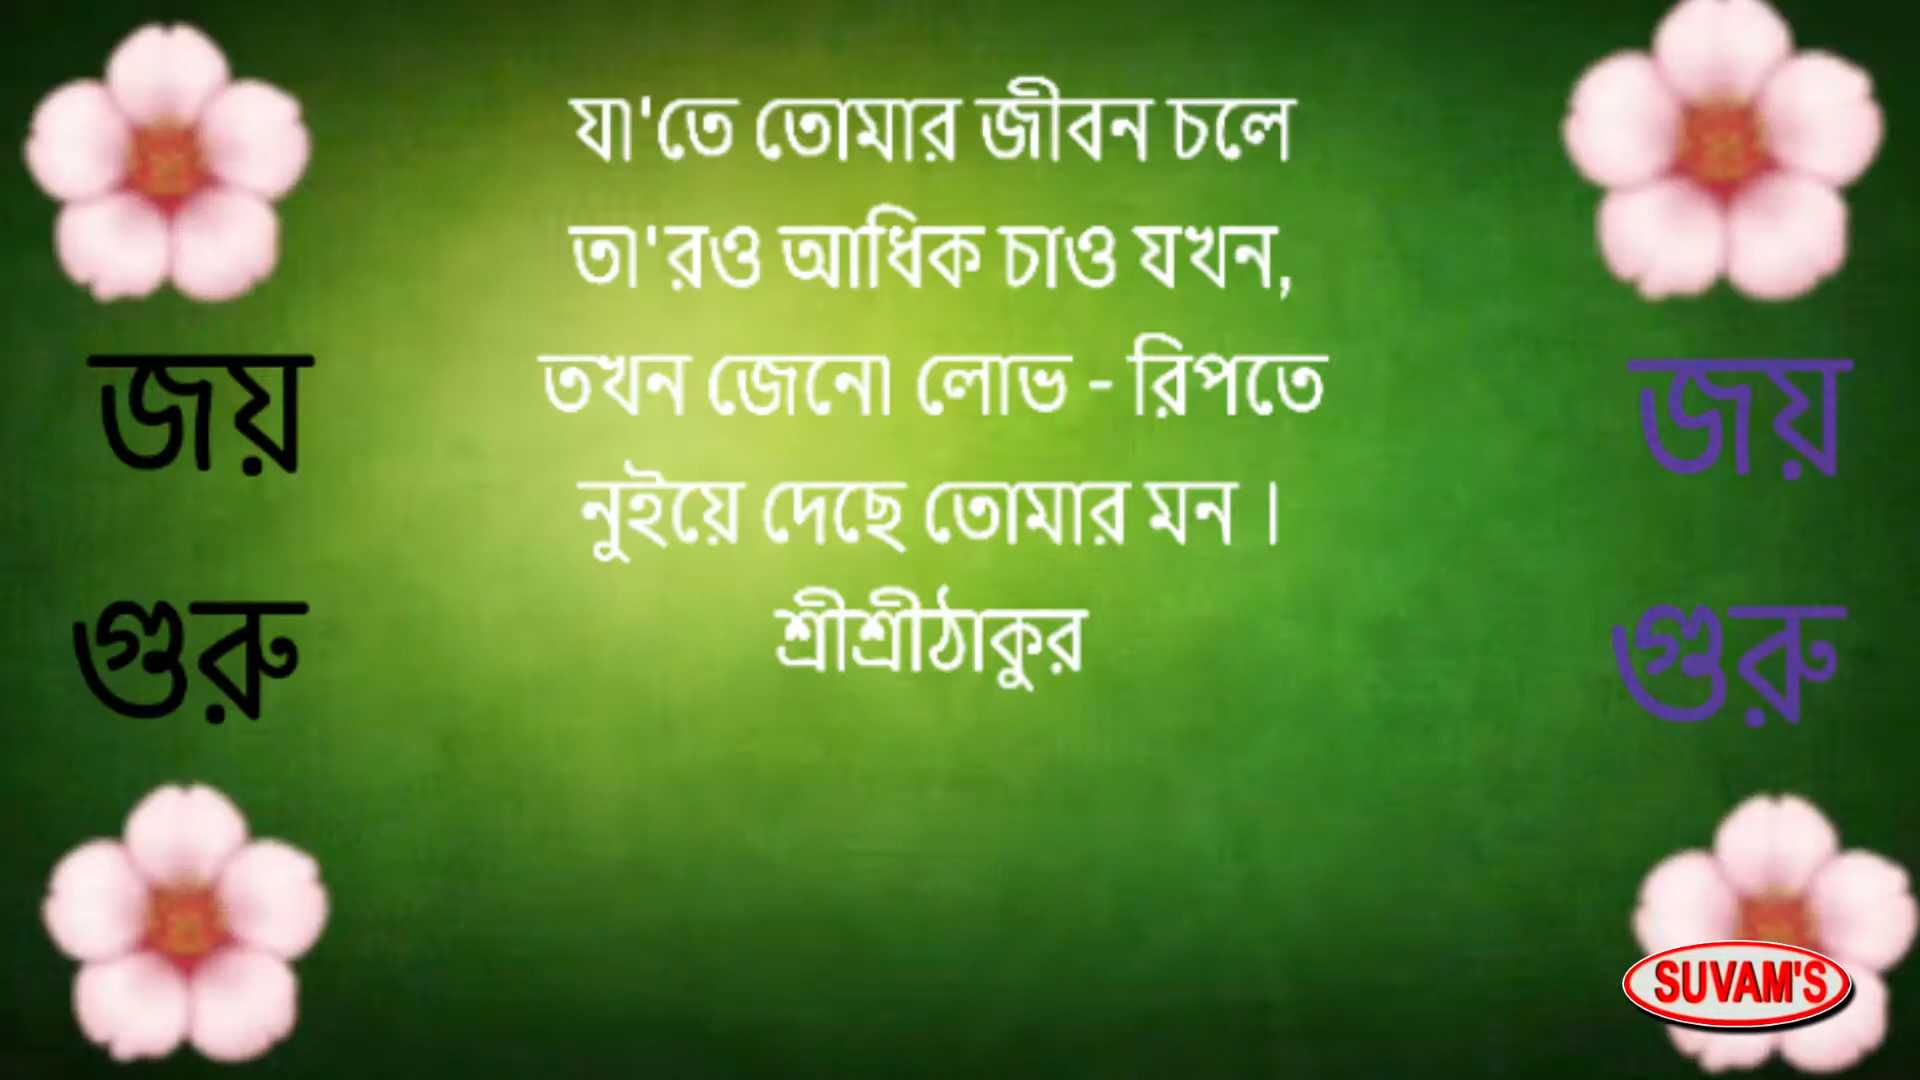 যা'তে তোমার জীবন চলে
তা'রও আধিক চাও যখন,
তখন জেনো লোভ - রিপতে
নুইয়ে দেছে তোমার মন ।
শ্রীশ্রীঠাকুর
জয়
গুরু
জয়
গুরু
SUVAM'S